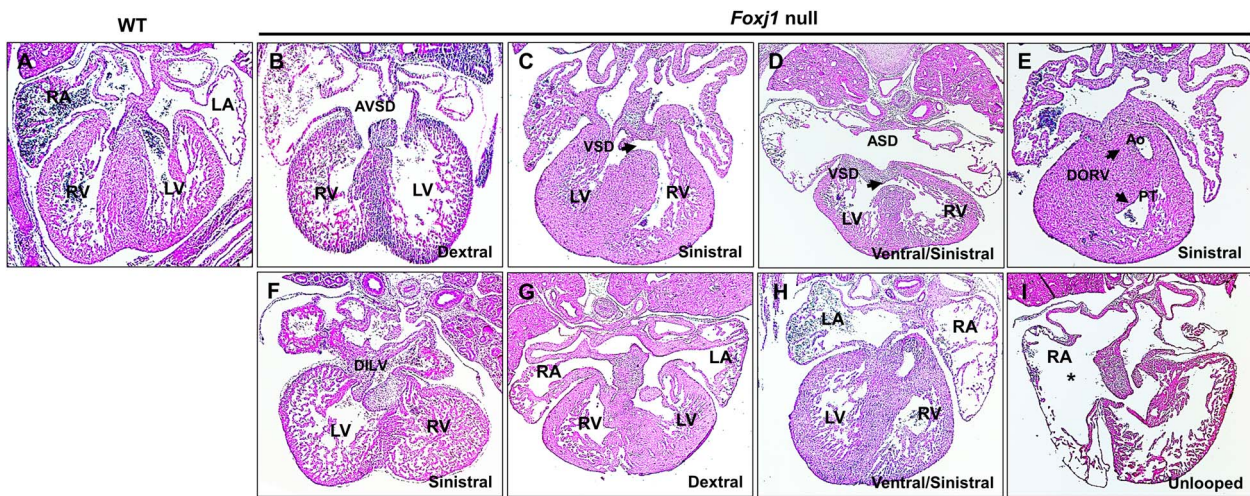 WT
Foxj1 null
A
RA
LA
RV
LV
B
AVSD
RV
LV
Dextral
C
VSD
LV
RV
Sinistral
D
ASD
VSD
LV
RV
Ventral/Sinistral
E
Ao
DORV
PT
Sinistral
F
DILV
LV
RV
Sinistral
G
RA
LA
RV
LV
Dextral
H
LA
RA
LV
RV
Ventral/Sinistral
I
RA
*
Unlooped